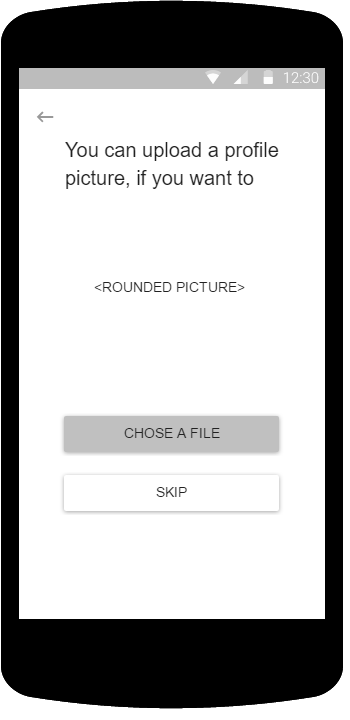 12:30
You can upload a profile
picture, if you want to
<ROUNDED PICTURE>
CHOSE A FILE
SKIP